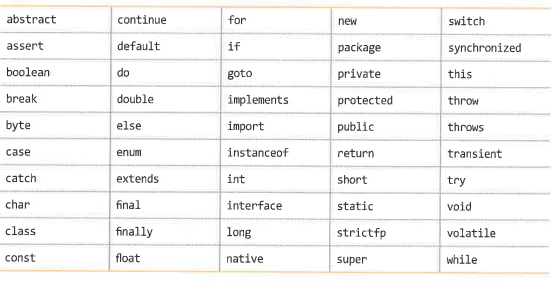 abstract continue for new switch
assert default if package synchronized
boolean do goto private this
break double implements protected throw
byte else import public throws
case enum instanceof return transient
catch extends int short try
char final interface static void
class finally long strictfp volatile
const float native super while